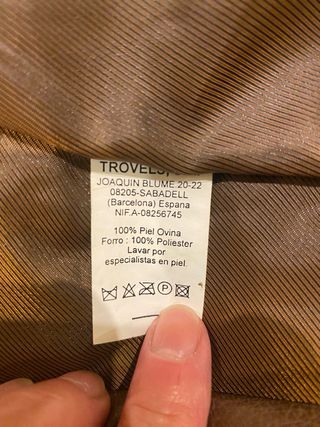 TROVELS,
JOAQUIN BLUME,20-22
08205-SABADELL
(Barcelona) Espana
NIF.A-08256745
100% Piel Ovina
Forro : 100% Poliester
Lavar por
especialistas en piel.
P